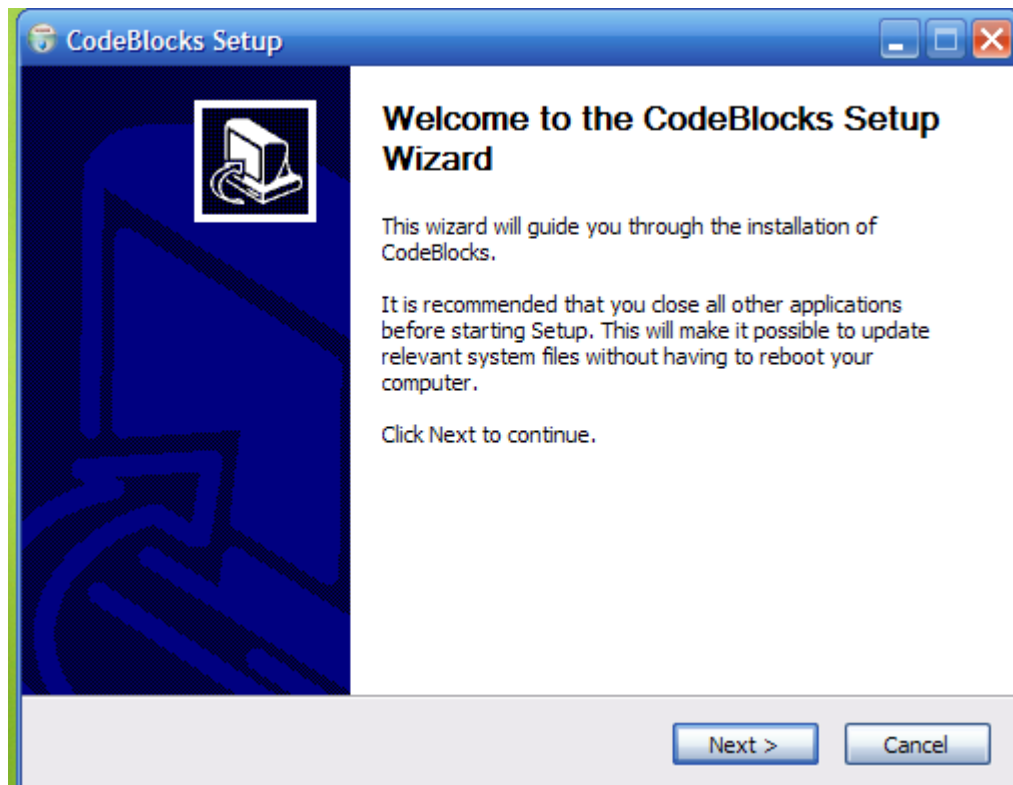 CodeBlocks Setup
Welcome to the CodeBlocks Setup
Wizard
This wizard will guide you through the installation of
CodeBlocks.
It is recommended that you close all other applications
before starting Setup. This will make it possible to update
relevant system files without having to reboot your
computer.
Click Next to continue.
Next >
Cancel